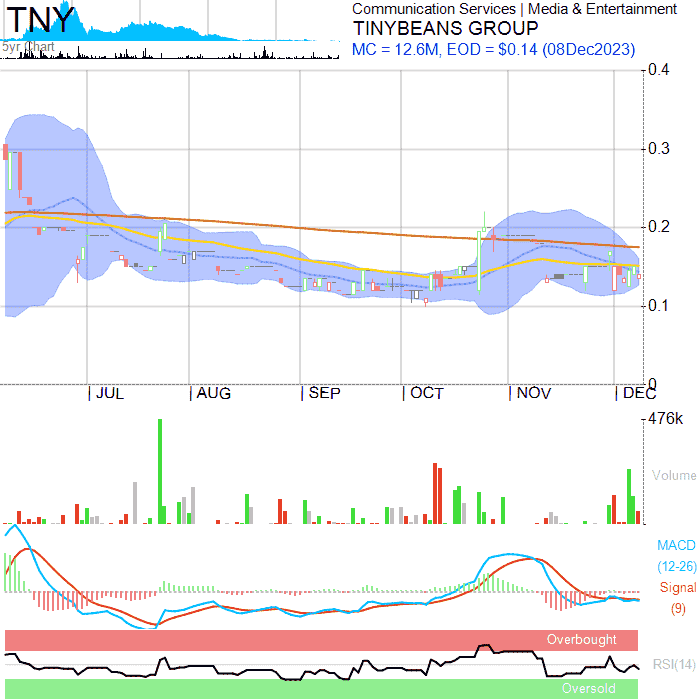 TNY
5yr Chart
Communication Services | Media & Entertainment
TINYBEANS GROUP
MC = 12.6M, EOD = $0.14 (08Dec2023)
0.4
0.3
0.2
0.1
0
JUL
AUG
SEP
OCT
NOV
DEC
476k
Volume
MACD
(12-26)
Signal
(9)
Overbought
RSI(14)
Oversold